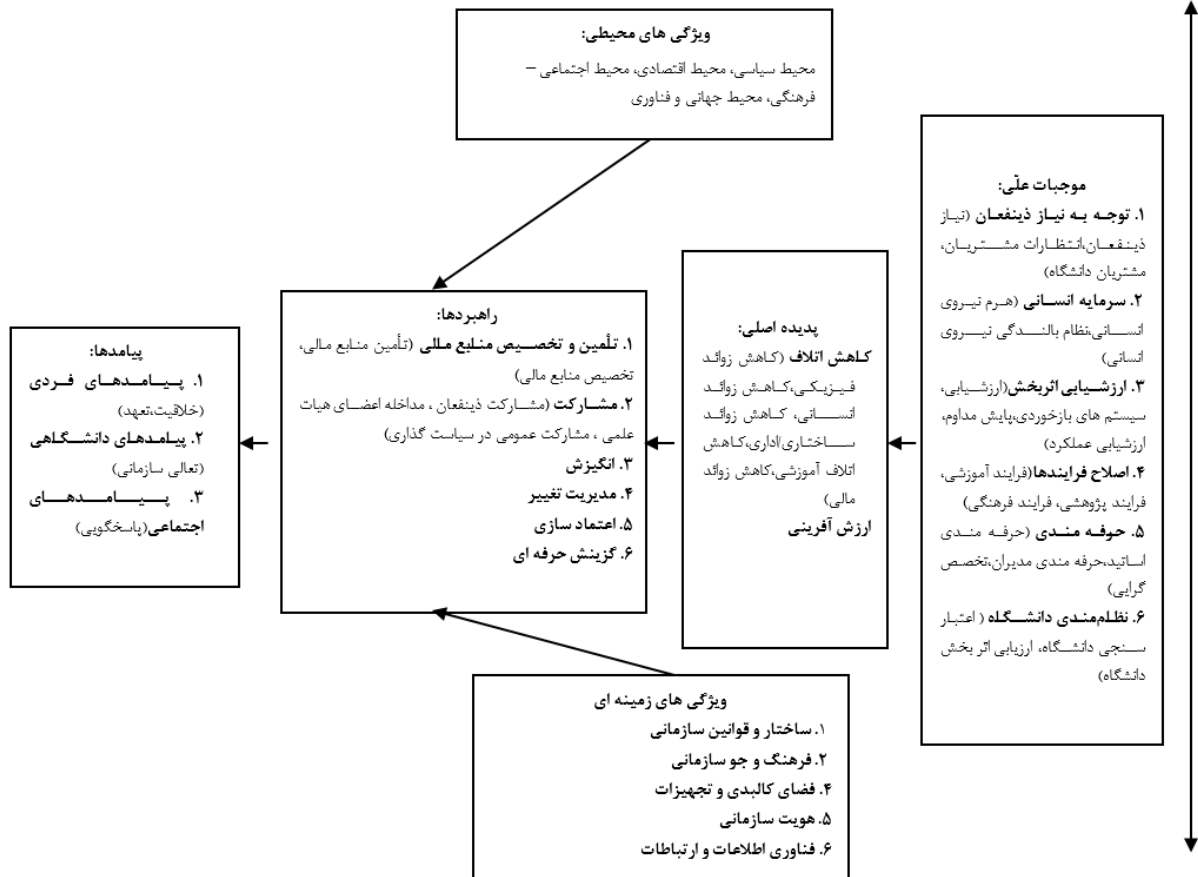 ویژگی های محیطی:
محیط سیاسی، محیط اقتصادی، محیط اجتماعی –
فرهنگی، محیط جهانی و فناوری
موجبات علّی:
۱. توجه به نیاز ذینفعان (نیاز
ذینفعان،انتظارات مشتریان،
مشتریان دانشگاه)
۲. سرمایه انسانی (هرم نیروی
انسانی،نظام بالندگی نیروی
انسانی)
۳. ارزشیابی اثربخش(ارزشیابی،
سیستم های بازخوردی،پایش مداوم،
ارزشیابی عملکرد)
۴. اصلاح فرایندها(فرایند آموزشی،
فرایند پژوهشی، فرایند فرهنگی)
۵. حوفه مندی (حرفه مندی
اساتید،حرفه مندی مدیران،تخصص
گرایی)
۶. نظام‌مندی دانشگاه ( اعتبار
سنجی دانشگاه، ارزیابی اثر بخش
دانشگاه)
پدیده اصلی:
کاهش اتلاف (کاهش زوائد
فیزیکی،کاهش زوائد
انسانی، کاهش زوائد
ساختاری/اداری،کاهش
اتلاف آموزشی،کاهش زوائد
مالی)
ارزش آفرینی
راهبردها:
۱. تأمین و تخصیص منابع مالی (تأمین منابع مالی،
تخصیص منابع مالی)
۲. مشارکت (مشارکت ذینفعان ، مداخله اعضای هیات
علمی ، مشارکت عمومی در سیاست گذاری)
۳. انگیزش
۴. مدیریت تغییر
۵. اعتماد سازی
۶. گزینش حرفه ای
پیامدها:
۱. پیامدهای فردی
(خلاقیت،تعهد)
۲. پیامدهای دانشگاهی
(تعالی سازمانی)
۳. پیامدهای
اجتماعی(پاسخگویی)
ویژگی های زمینه ای
۱. ساختار و قوانین سازمانی
۲. فرهنگ و جو سازمانی
۴. فضای کالبدی و تجهیزات
۵. هویت سازمانی
۶. فناوری اطلاعات و ارتباطات